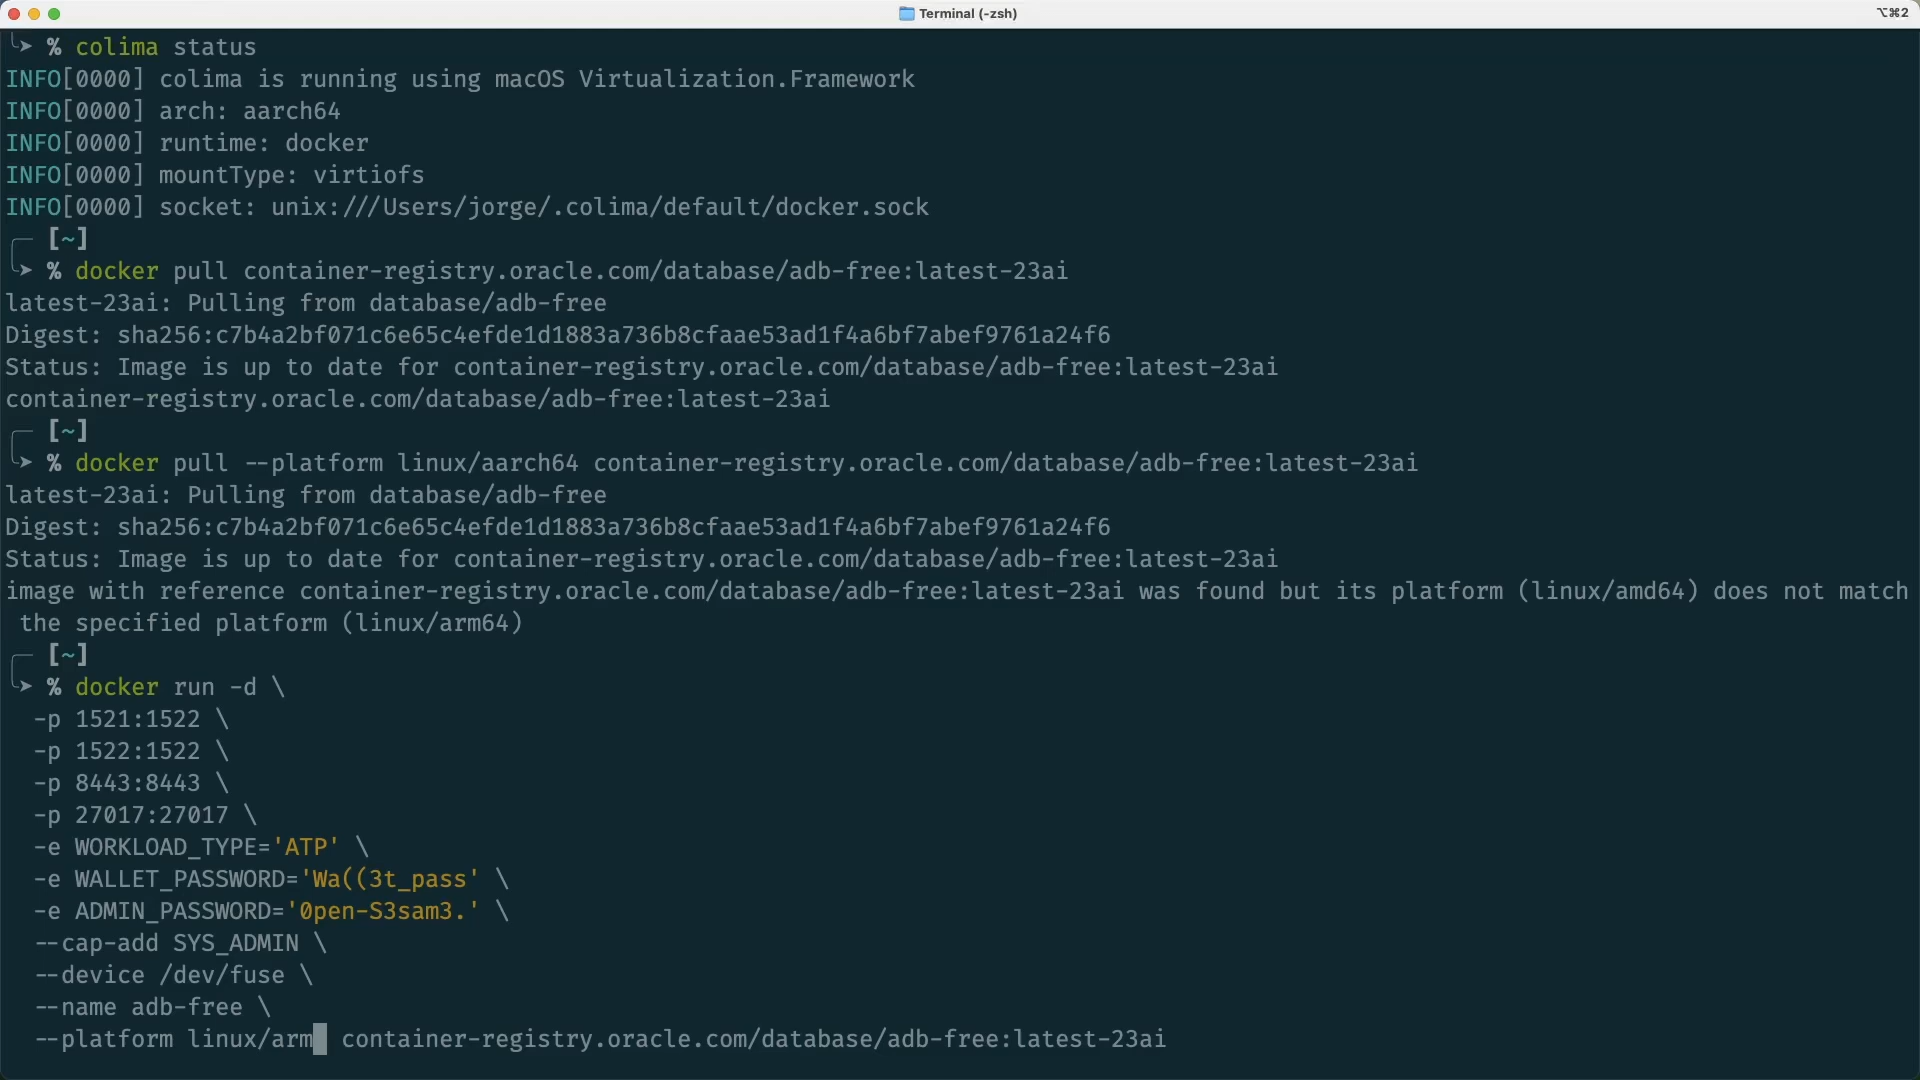 Terminal (-zsh)
⌥⌘2
% colima status
INFO[0000] colima is running using macOS Virtualization.Framework
INFO[0000] arch: aarch64
INFO[0000] runtime: docker
INFO[0000] mountType: virtiofs
INFO[0000] socket: unix:///Users/jorge/.colima/default/docker.sock
[~]
% docker pull container-registry.oracle.com/database/adb-free:latest-23ai
latest-23ai: Pulling from database/adb-free
Digest: sha256:c7b4a2bf071c6e65c4efde1d1883a736b8cfaae53ad1f4a6bf7abef9761a24f6
Status: Image is up to date for container-registry.oracle.com/database/adb-free:latest-23ai
container-registry.oracle.com/database/adb-free:latest-23ai
[~]
% docker pull --platform linux/aarch64 container-registry.oracle.com/database/adb-free:latest-23ai
latest-23ai: Pulling from database/adb-free
Digest: sha256:c7b4a2bf071c6e65c4efde1d1883a736b8cfaae53ad1f4a6bf7abef9761a24f6
Status: Image is up to date for container-registry.oracle.com/database/adb-free:latest-23ai
image with reference container-registry.oracle.com/database/adb-free:latest-23ai was found but its platform (linux/amd64) does not match
the specified platform (linux/arm64)
[~]
% docker run -d \
-p 1521:1522 \
-p 1522:1522 \
-p 8443:8443 \
-p 27017:27017 \
-e WORKLOAD_TYPE='ATP' \
-e WALLET_PASSWORD='Wa((3t_pass' \
-e ADMIN_PASSWORD='0pen-S3sam3.' \
--cap-add SYS_ADMIN \
--device /dev/fuse \
--name adb-free \
--platform linux/arm container-registry.oracle.com/database/adb-free:latest-23ai